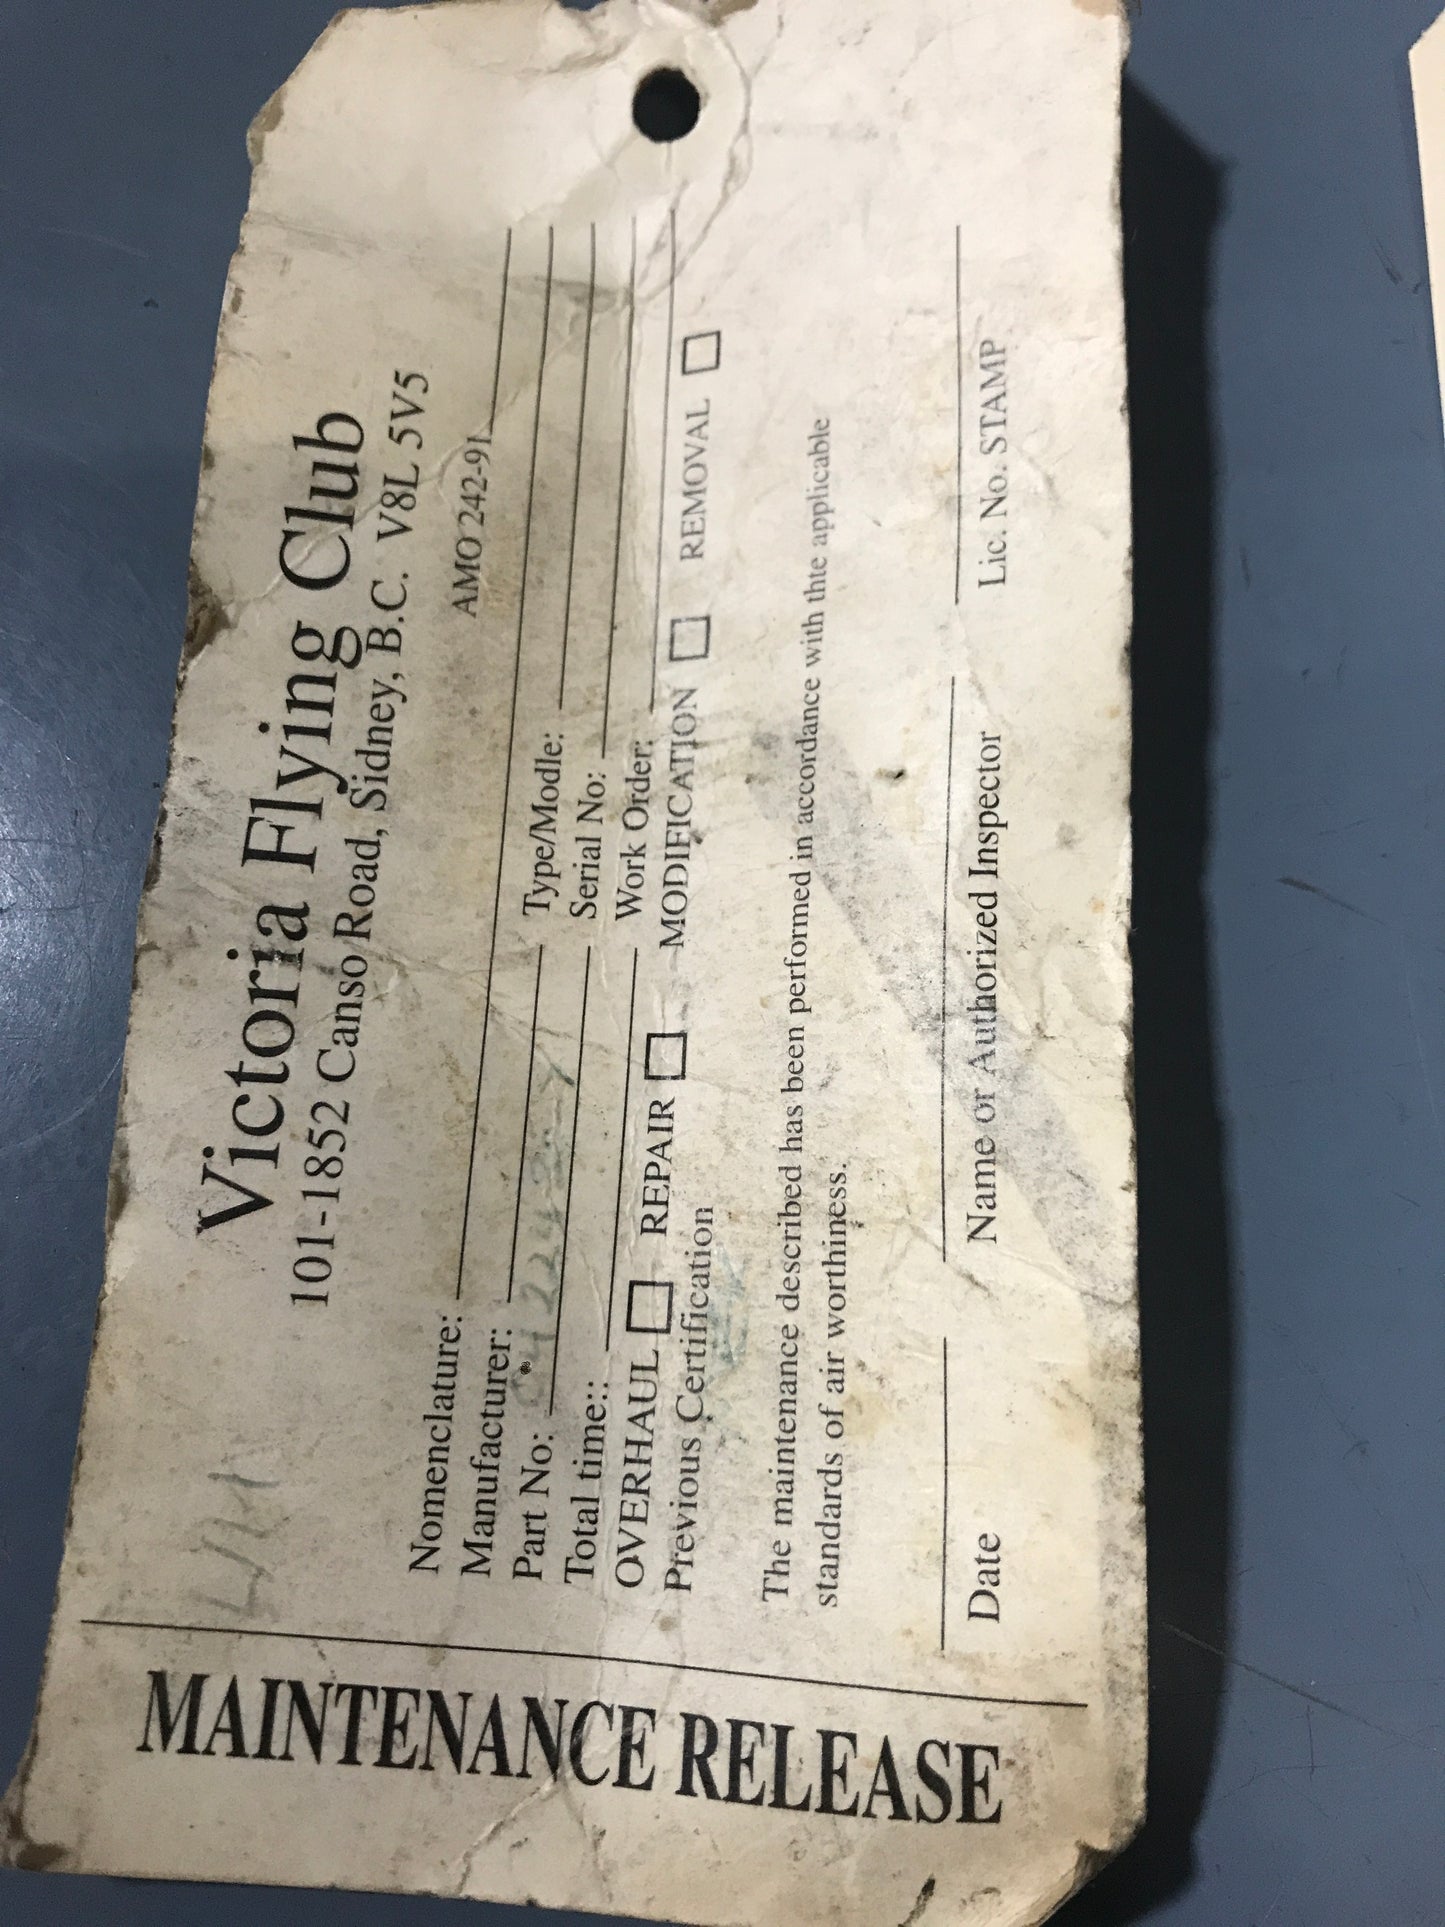 MAINTENANCE RELEASE
Victoria Flying Club
101-1852 Canso Road, Sidney, B.C. V8L 5V5
AMO 242-91
Nomenclature:
Manufacturer: Type/Modle:
Part No: Serial No:
Total time:: Work Order:
OVERHAUL REPAIR MODIFICATION REMOVAL
Previous Certification
The maintenance described has been performed in accordance with thte applicable
standards of air worthiness.
Date Name or Authorized Inspector Lic. No. STAMP